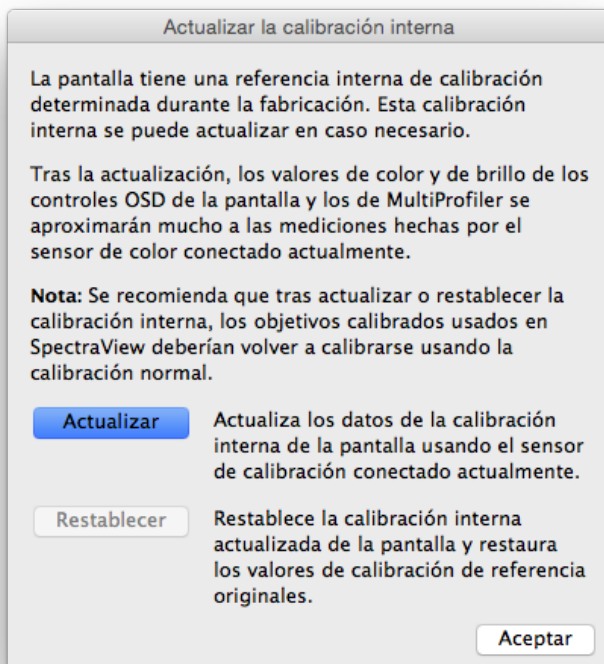 Actualizar la calibración interna
La pantalla tiene una referencia interna de calibración
determinada durante la fabricación. Esta calibración
interna se puede actualizar en caso necesario.
Tras la actualización, los valores de color y de brillo de los
controles OSD de la pantalla y los de MultiProfiler se
aproximarán mucho a las mediciones hechas por el
sensor de color conectado actualmente.
Nota: Se recomienda que tras actualizar o restablecer la
calibración interna, los objetivos calibrados usados en
SpectraView deberían volver a calibrarse usando la
calibración normal.
Actualizar
Actualiza los datos de la calibración
interna de la pantalla usando el sensor
de calibración conectado actualmente.
Restablecer
Restablece la calibración interna
actualizada de la pantalla y restaura
los valores de calibración de referencia
originales.
Aceptar